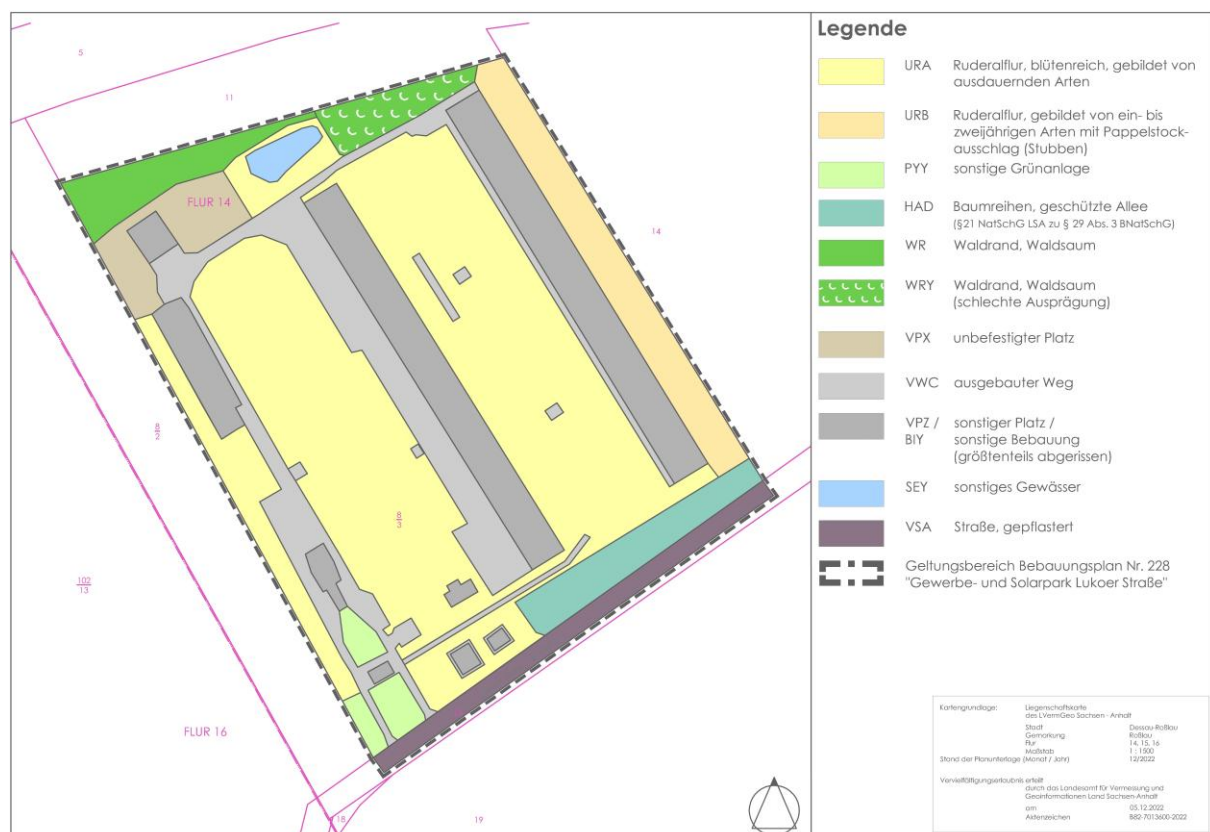 5
11
FLUR 14
14
8/2
8/3
102
13
FLUR 16
18
19
Legende
URA Ruderalflur, blütenreich, gebildet von
ausdauernden Arten
URB Ruderalflur, gebildet von ein- bis
zweijährigen Arten mit Pappelstock-
ausschlag (Stubben)
PYY sonstige Grünanlage
HAD Baumreihen, geschützte Allee
(§21 NatSchG LSA zu § 29 Abs. 3 BNatSchG)
WR Waldrand, Waldsaum
WRY Waldrand, Waldsaum
(schlechte Ausprägung)
VPX unbefestigter Platz
VWC ausgebauter Weg
VPZ / sonstiger Platz /
BIY sonstige Bebauung
(größtenteils abgerissen)
SEY sonstiges Gewässer
VSA Straße, gepflastert
Geltungsbereich Bebauungsplan Nr. 228
"Gewerbe- und Solarpark Lukoer Straße"
Kartengrundlage: Liegenschaftskarte
des LVermGeo Sachsen - Anhalt
Stadt Dessau-Roßlau
Gemarkung Roßlau
Flur 14, 15, 16
Maßstab 1 : 1500
Stand der Planunterlage (Monat / Jahr) 12/2022
Vervielfältigungserlaubnis erteilt
durch das Landesamt für Vermessung und
Geoinformationen Land Sachsen-Anhalt
am 05.12.2022
Aktenzeichen B82-7013600-2022